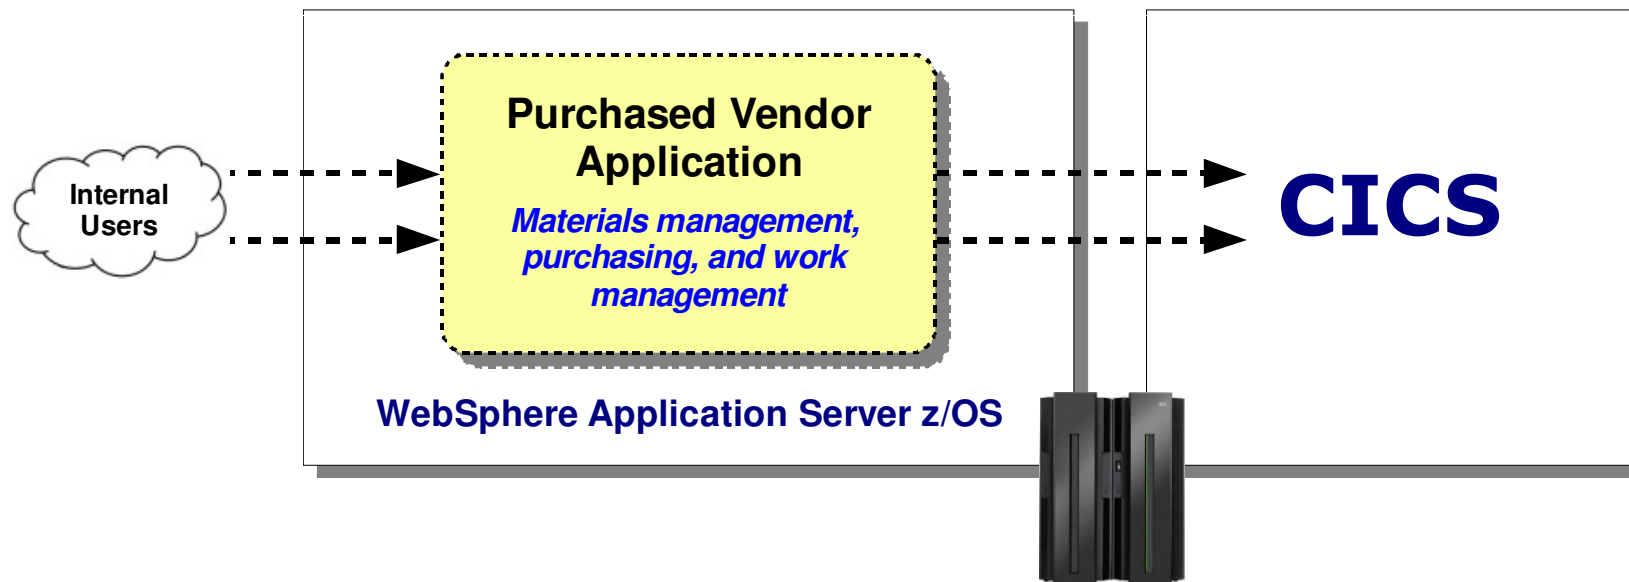 Internal
Users
Purchased Vendor
Application
Materials management,
purchasing, and work
management
WebSphere Application Server z/OS
CICS